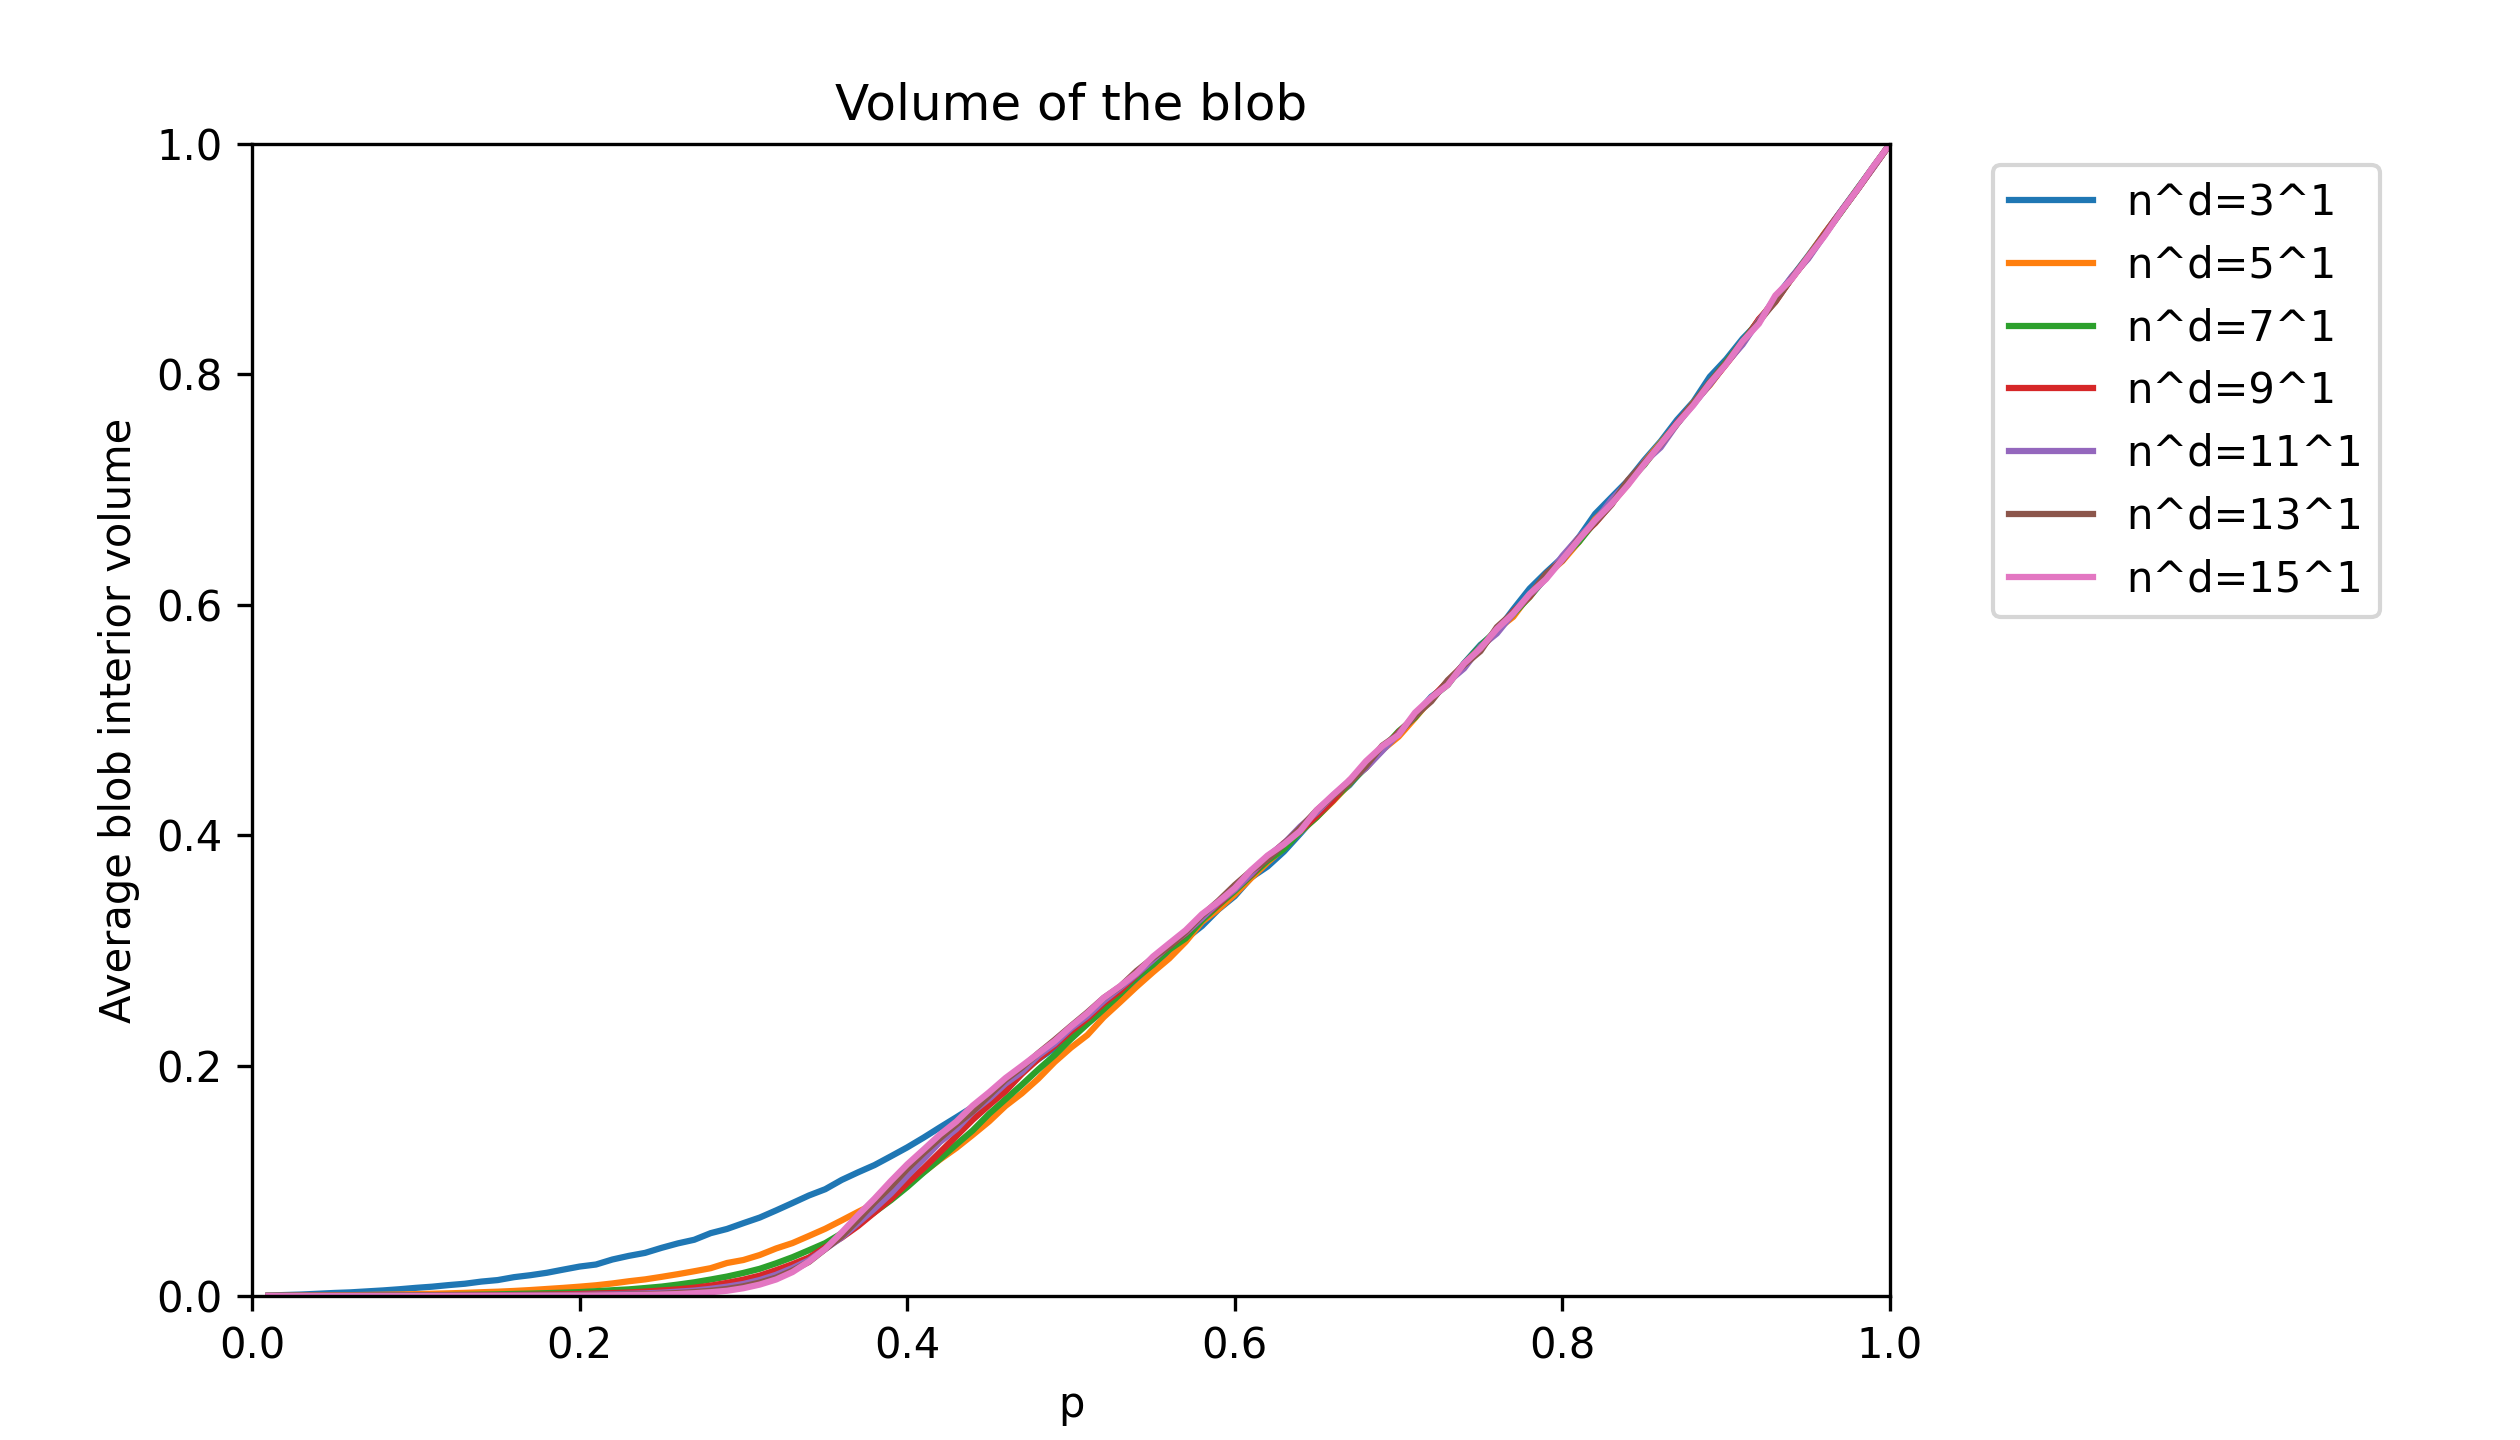 Volume of the blob
Average blob interior volume
1.0
0.8
0.6
0.4
0.2
0.0
0.0 0.2 0.4 0.6 0.8 1.0
p
n^d=3^1
n^d=5^1
n^d=7^1
n^d=9^1
n^d=11^1
n^d=13^1
n^d=15^1